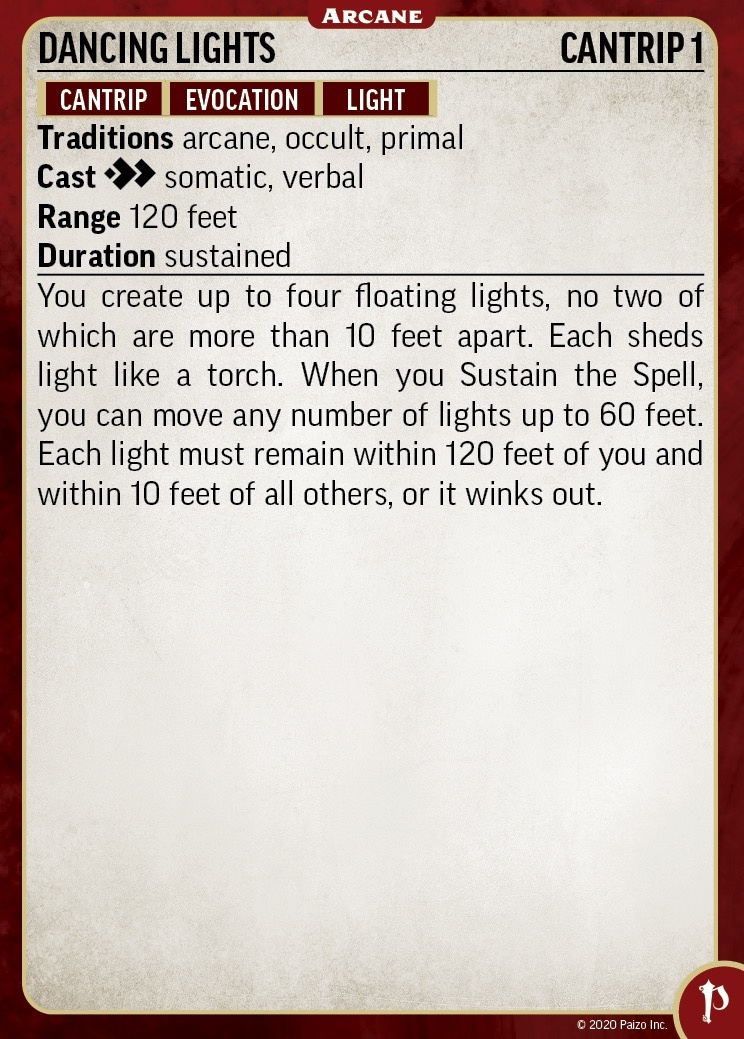 ARCANE
DANCING LIGHTS CANTRIP 1
CANTRIP EVOCATION LIGHT
Traditions arcane, occult, primal
Cast somatic, verbal
Range 120 feet
Duration sustained
You create up to four floating lights, no two of
which are more than 10 feet apart. Each sheds
light like a torch. When you Sustain the Spell,
you can move any number of lights up to 60 feet.
Each light must remain within 120 feet of you and
within 10 feet of all others, or it winks out.
P
© 2020 Paizo Inc.